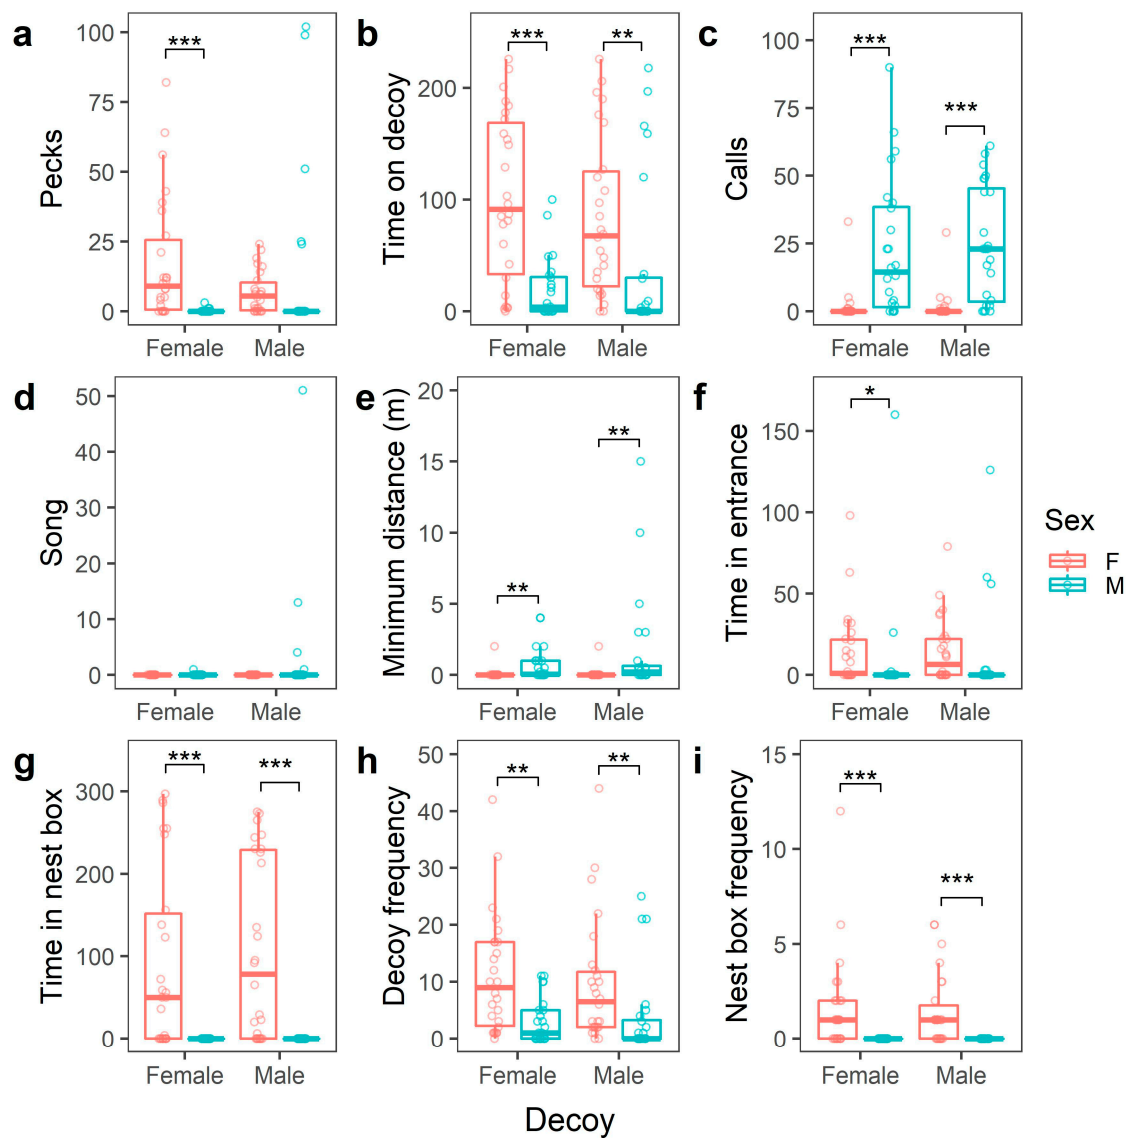 a
Pecks
100
75
50
25
0
***
Female
Male
b
Time on decoy
200
100
0
***
**
Female
Male
c
Calls
100
75
50
25
0
***
***
Female
Male
d
Song
50
40
30
20
10
0
Female
Male
e
Minimum distance (m)
20
15
10
5
0
**
**
Female
Male
f
Time in entrance
150
100
50
0
*
Female
Male
Sex
F
M
g
Time in nest box
300
200
100
0
***
***
Female
Male
h
Decoy frequency
50
40
30
20
10
0
**
**
Female
Male
i
Nest box frequency
15
10
5
0
***
***
Female
Male
Decoy